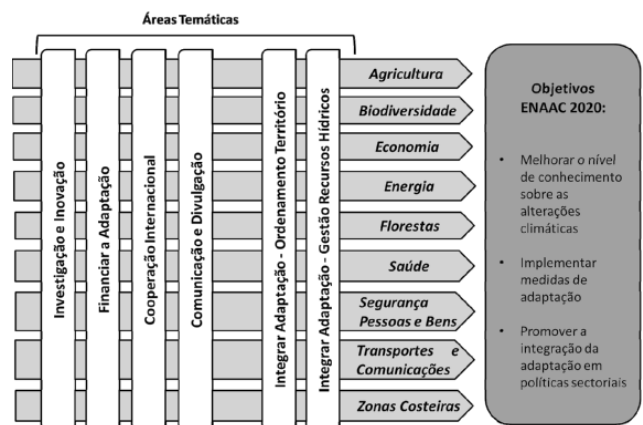 Áreas Temáticas
Investigação e Inovação
Financiar a Adaptação
Cooperação Internacional
Comunicação e Divulgação
Integrar Adaptação - Ordenamento Território
Integrar Adaptação - Gestão Recursos Hídricos
Agricultura
Biodiversidade
Economia
Energia
Florestas
Saúde
Segurança
Pessoas e Bens
Transportes e
Comunicações
Zonas Costeiras
Objetivos
ENAAC 2020:
• Melhorar o nível
de conhecimento
sobre as
alterações
climáticas
• Implementar
medidas de
adaptação
• Promover a
integração da
adaptação em
políticas sectoriais